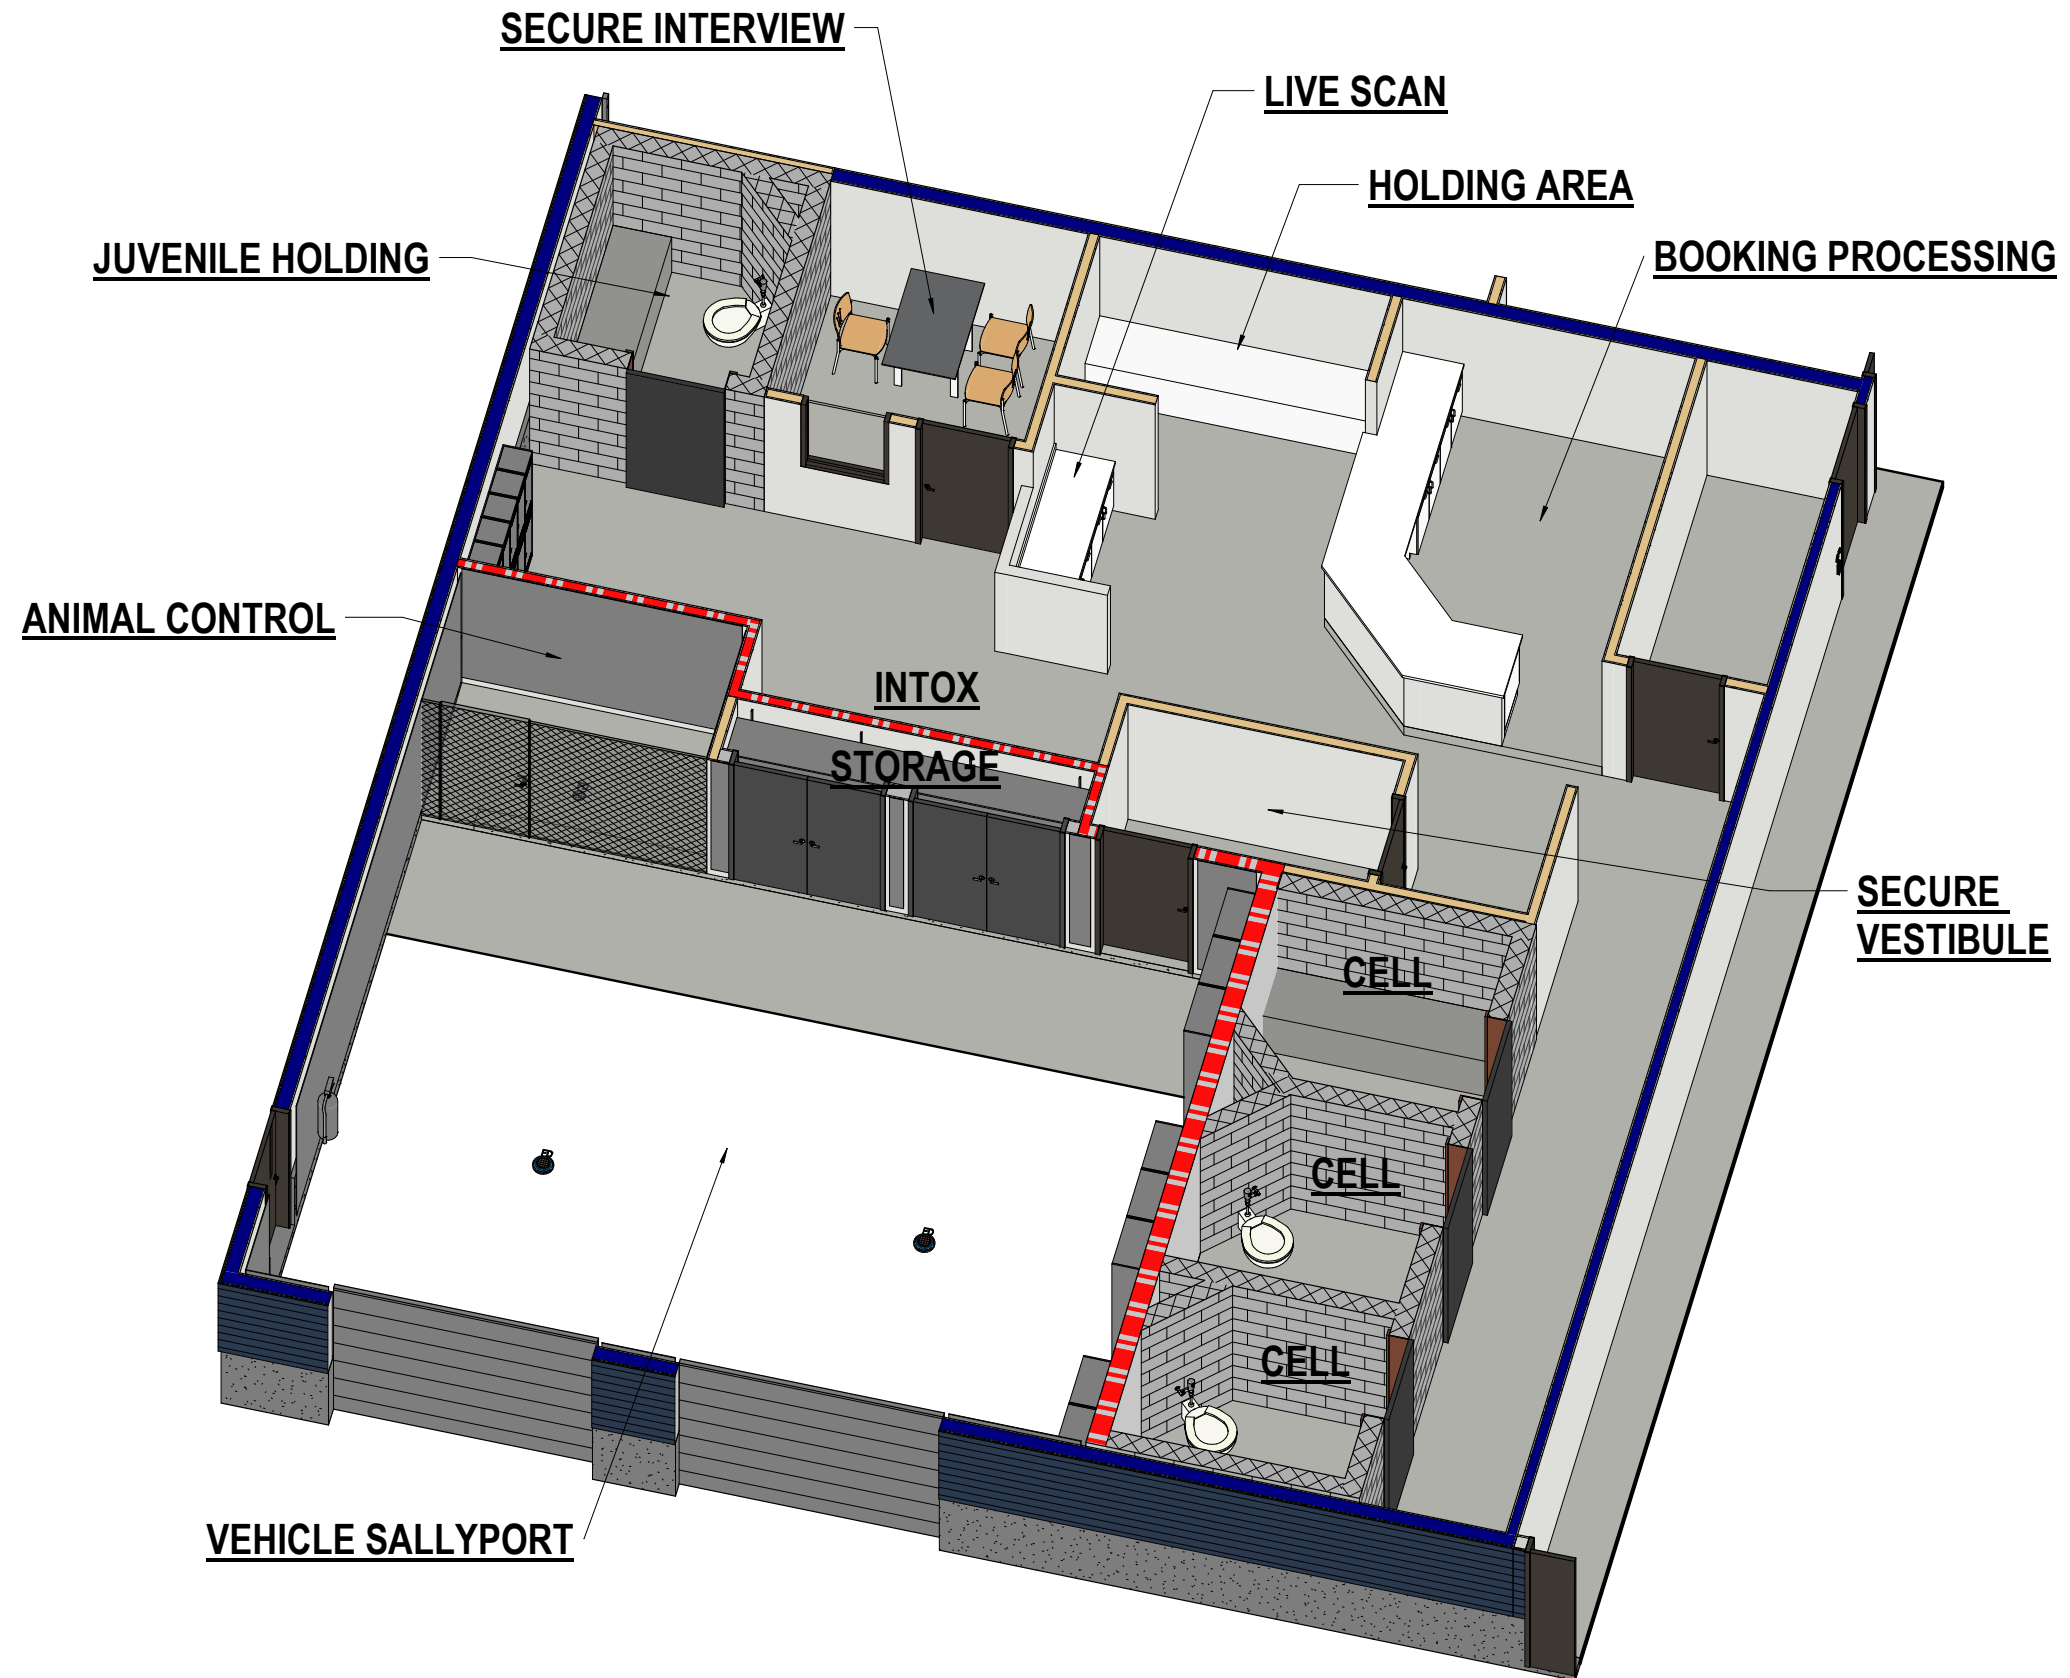 SECURE INTERVIEW
LIVE SCAN
HOLDING AREA
BOOKING PROCESSING
JUVENILE HOLDING
ANIMAL CONTROL
INTOX
STORAGE
SECURE
VESTIBULE
CELL
CELL
CELL
VEHICLE SALLYPORT